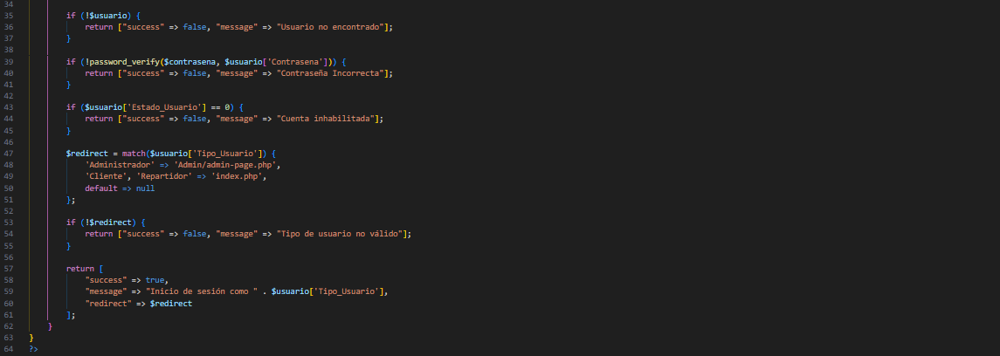 34
35 if (!$usuario) {
36 return ["success" => false, "message" => "Usuario no encontrado"];
37 }
38
39 if (!password_verify($contrasena, $usuario['Contrasena'])) {
40 return ["success" => false, "message" => "Contraseña Incorrecta"];
41 }
42
43 if ($usuario['Estado_Usuario'] == 0) {
44 return ["success" => false, "message" => "Cuenta inhabilitada"];
45 }
46
47 $redirect = match($usuario['Tipo_Usuario']) {
48 'Administrador' => 'Admin/admin-page.php',
49 'Cliente', 'Repartidor' => 'index.php',
50 default => null
51 };
52
53 if (!$redirect) {
54 return ["success" => false, "message" => "Tipo de usuario no válido"];
55 }
56
57 return [
58 "success" => true,
59 "message" => "Inicio de sesión como " . $usuario['Tipo_Usuario'],
60 "redirect" => $redirect
61 ];
62 }
63 }
64 ?>